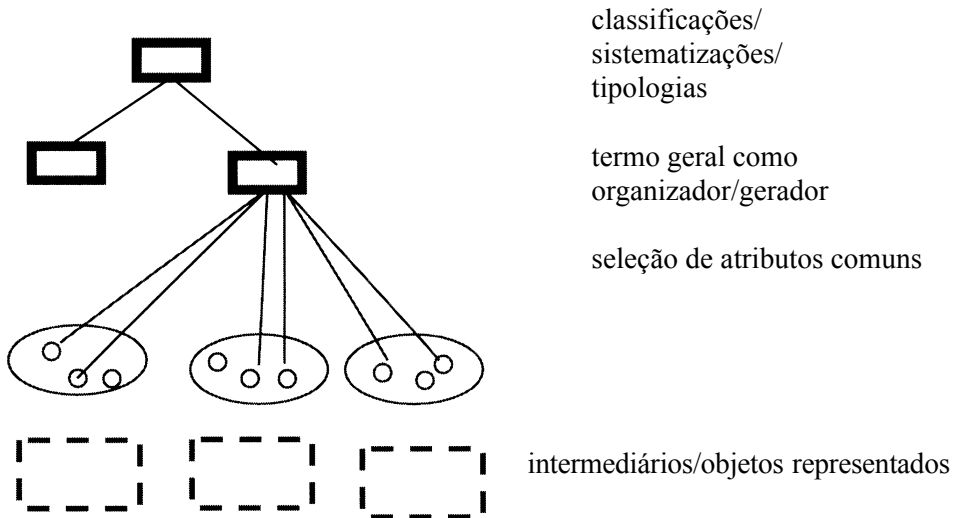 classificações/
sistematizações/
tipologias
termo geral como
organizador/gerador
seleção de atributos comuns
intermediários/objetos representados